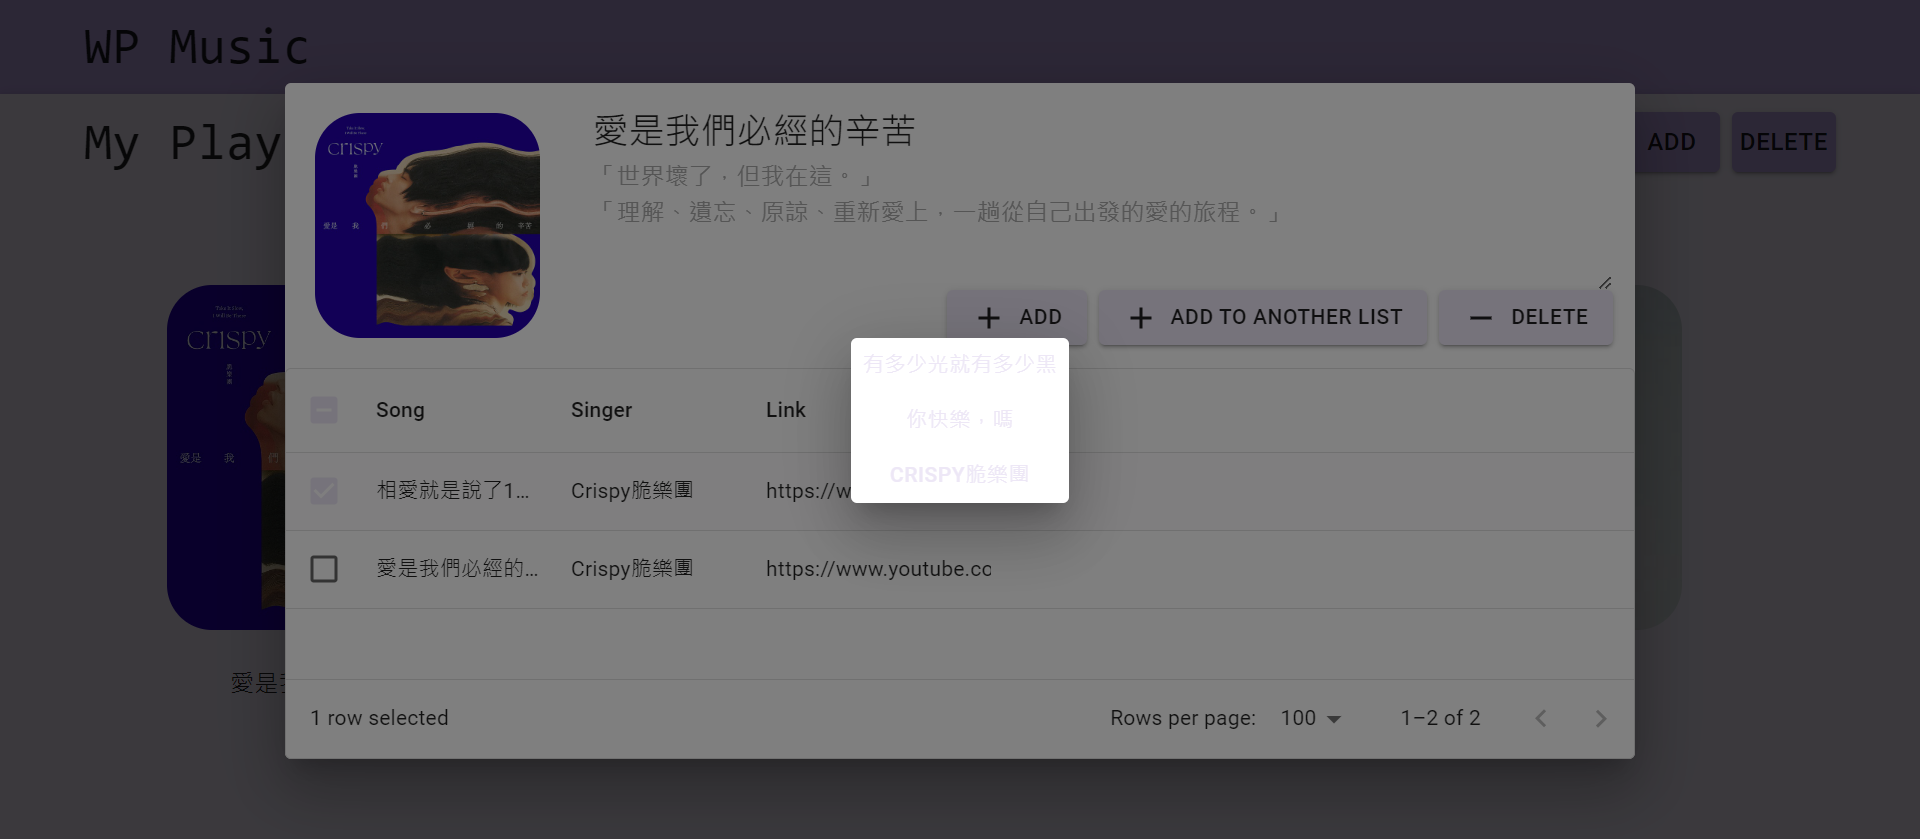 WP Music
My Play
ADD
DELETE
crispy
愛是 我 們 必 經 的 辛苦
愛是我們必經的辛苦
「世界壞了，但我在這。」
「理解、遺忘、原諒、重新愛上，一趟從自己出發的愛的旅程。」
ADD
ADD TO ANOTHER LIST
DELETE
crispy
愛是 我 們
愛是
有多少光就有多少黑
你快樂，嗎
CRISPY脆樂團
Song Singer Link
相愛就是說了1... Crispy脆樂團 https://w
愛是我們必經的... Crispy脆樂團 https://www.youtube.co
1 row selected
Rows per page: 100
1–2 of 2